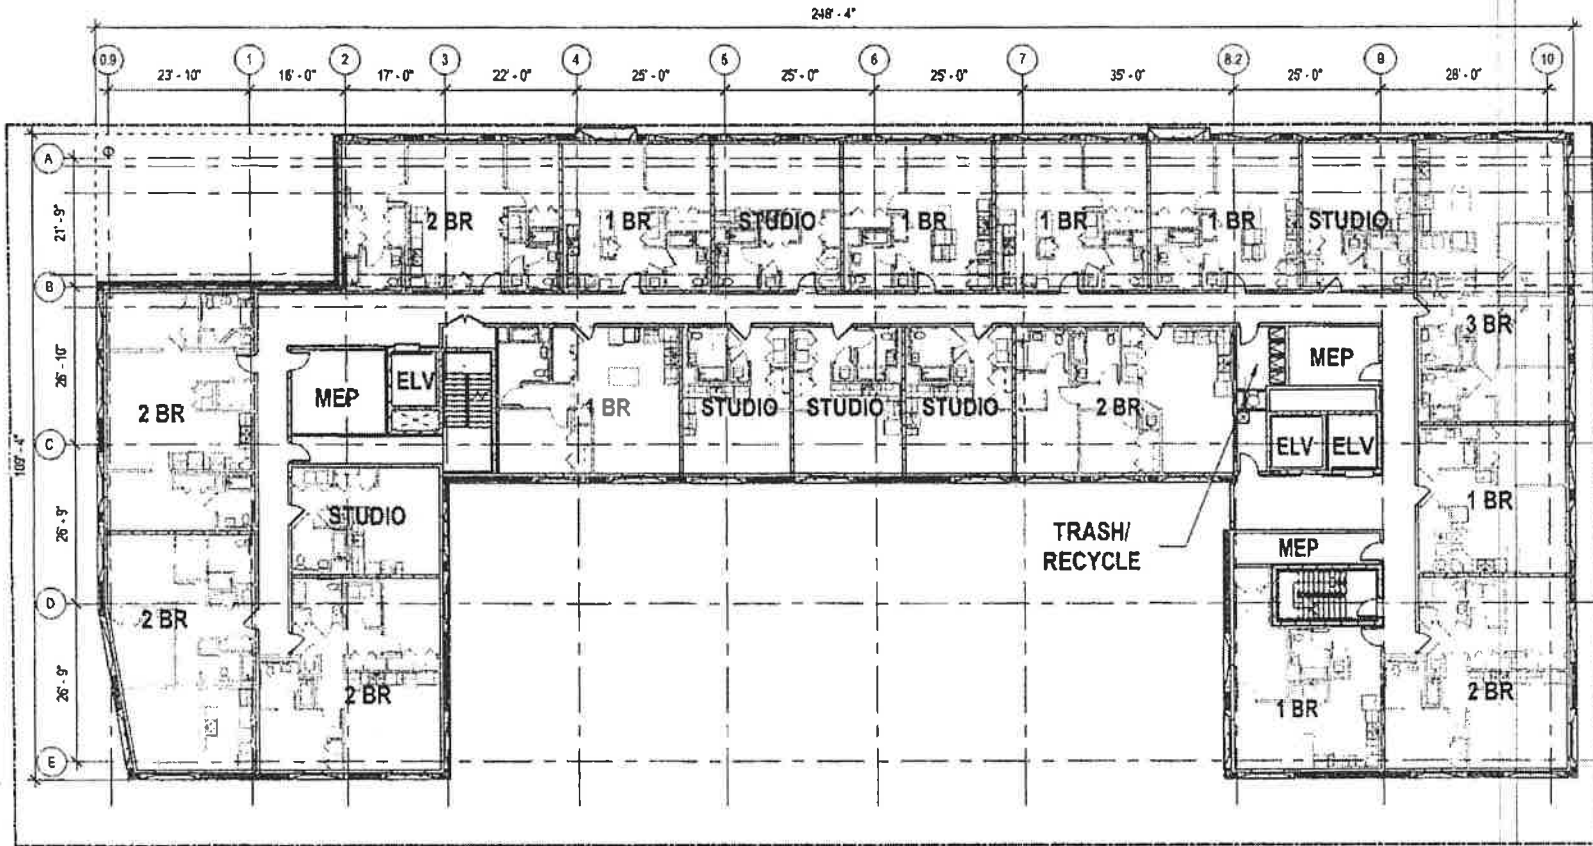 248'-4"
0.9 1 2 3 4 5 6 7 8.2 9 10
23'-10" 16'-0" 17'-0" 22'-0" 25'-0" 25'-0" 25'-0" 35'-0" 25'-0" 28'-0"
A
21'-9"
2 BR 1 BR STUDIO 1 BR 1 BR 1 BR STUDIO
B
3 BR
26'-10"
MEP ELV MEP
2 BR 1 BR STUDIO STUDIO STUDIO 2 BR
C
ELV ELV
109'-4"
1 BR
STUDIO
26'-9"
TRASH/
RECYCLE
MEP
D
2 BR
26'-9"
2 BR 1 BR 2 BR
E